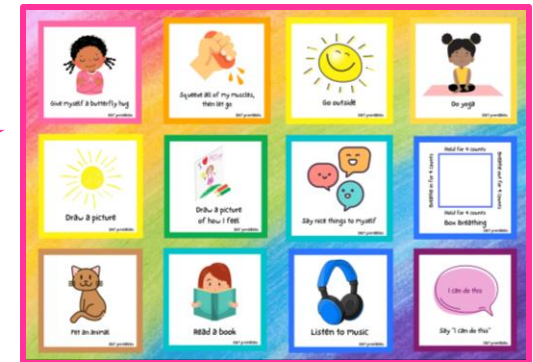 Give myself a butterfly hug
Squeeze all of my muscles,
then let go
Go outside
Do yoga
Draw a picture
I
Draw a picture
of how I feel
Say nice things to myself
Hold for 4 counts
Breathe in for 4 counts
Breathe out for 4 counts
Hold for 4 counts
Box Breathing
Pet an animal
Read a book
Listen to music
I can do this
Say "I can do this"